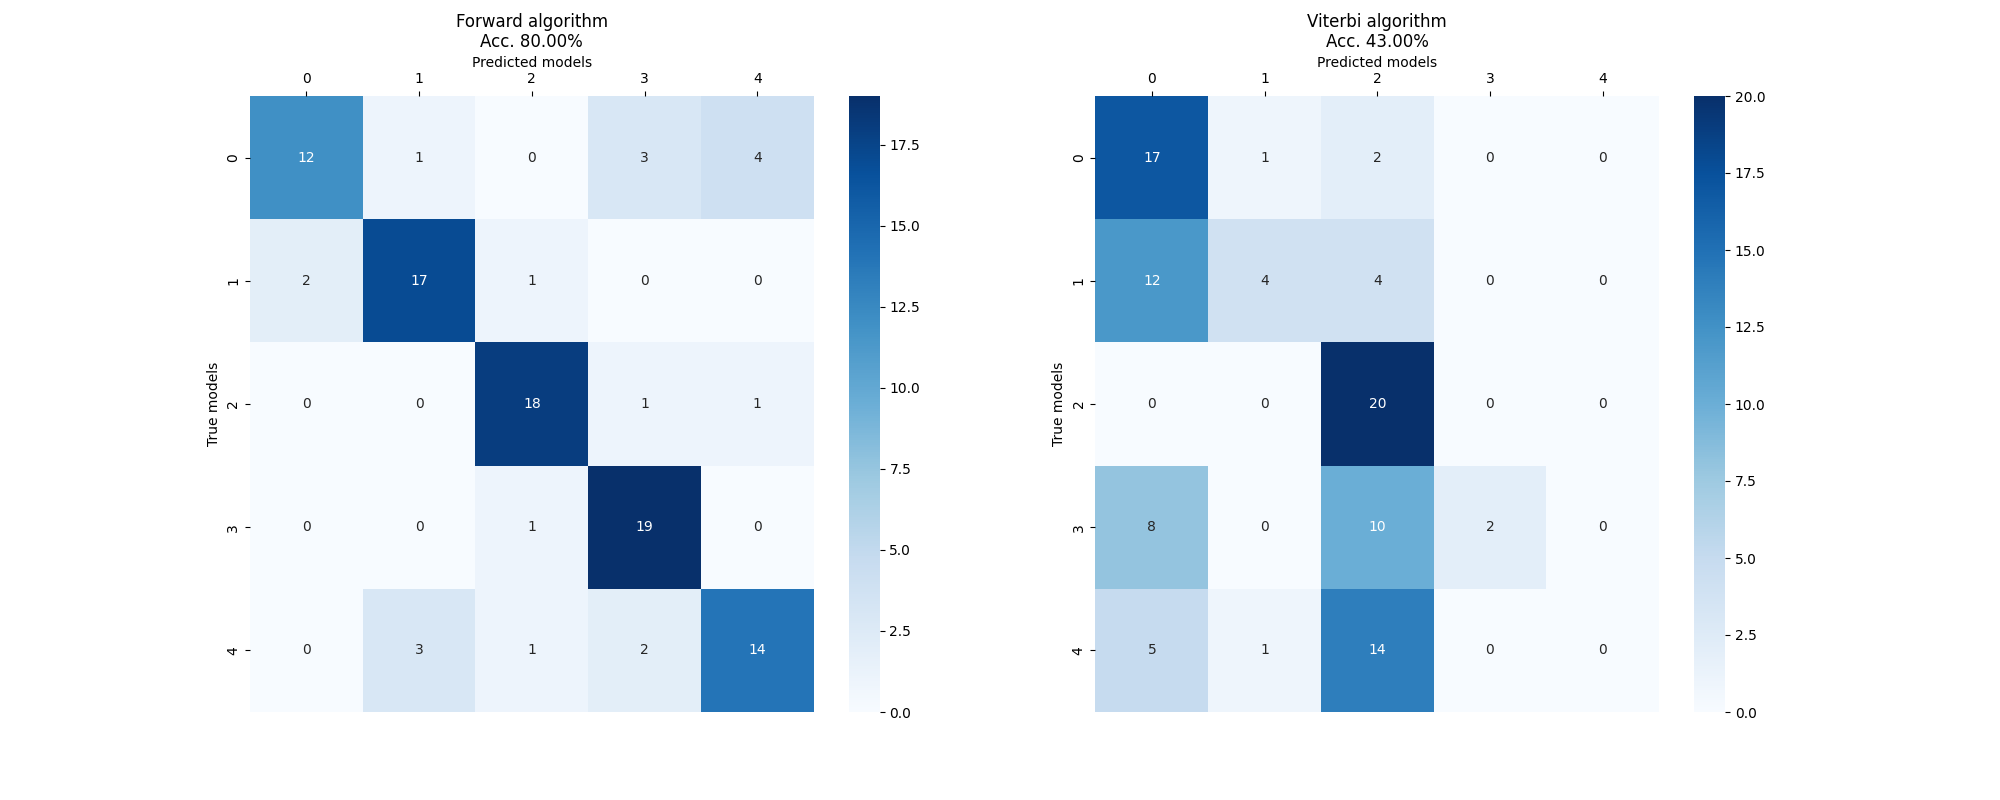 Forward algorithm
Acc. 80.00%
Predicted models
0 1 2 3 4
True models
0 12 1 0 3 4
1 2 17 1 0 0
2 0 0 18 1 1
3 0 0 1 19 0
4 0 3 1 2 14
17.5
15.0
12.5
10.0
7.5
5.0
2.5
0.0
Viterbi algorithm
Acc. 43.00%
Predicted models
0 1 2 3 4
True models
0 17 1 2 0 0
1 12 4 4 0 0
2 0 0 20 0 0
3 8 0 10 2 0
4 5 1 14 0 0
20.0
17.5
15.0
12.5
10.0
7.5
5.0
2.5
0.0